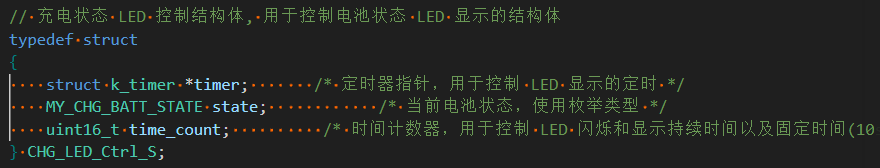 // 充电状态 LED 控制结构体, 用于控制电池状态 LED 显示的结构体
typedef struct
{
    struct k_timer *timer;       /* 定时器指针，用于控制 LED 显示的定时 */
    MY_CHG_BATT_STATE state;            /* 当前电池状态，使用枚举类型 */
    uint16_t time_count;          /* 时间计数器，用于控制 LED 闪烁和显示持续时间以及固定时间(10
} CHG_LED_Ctrl_S;